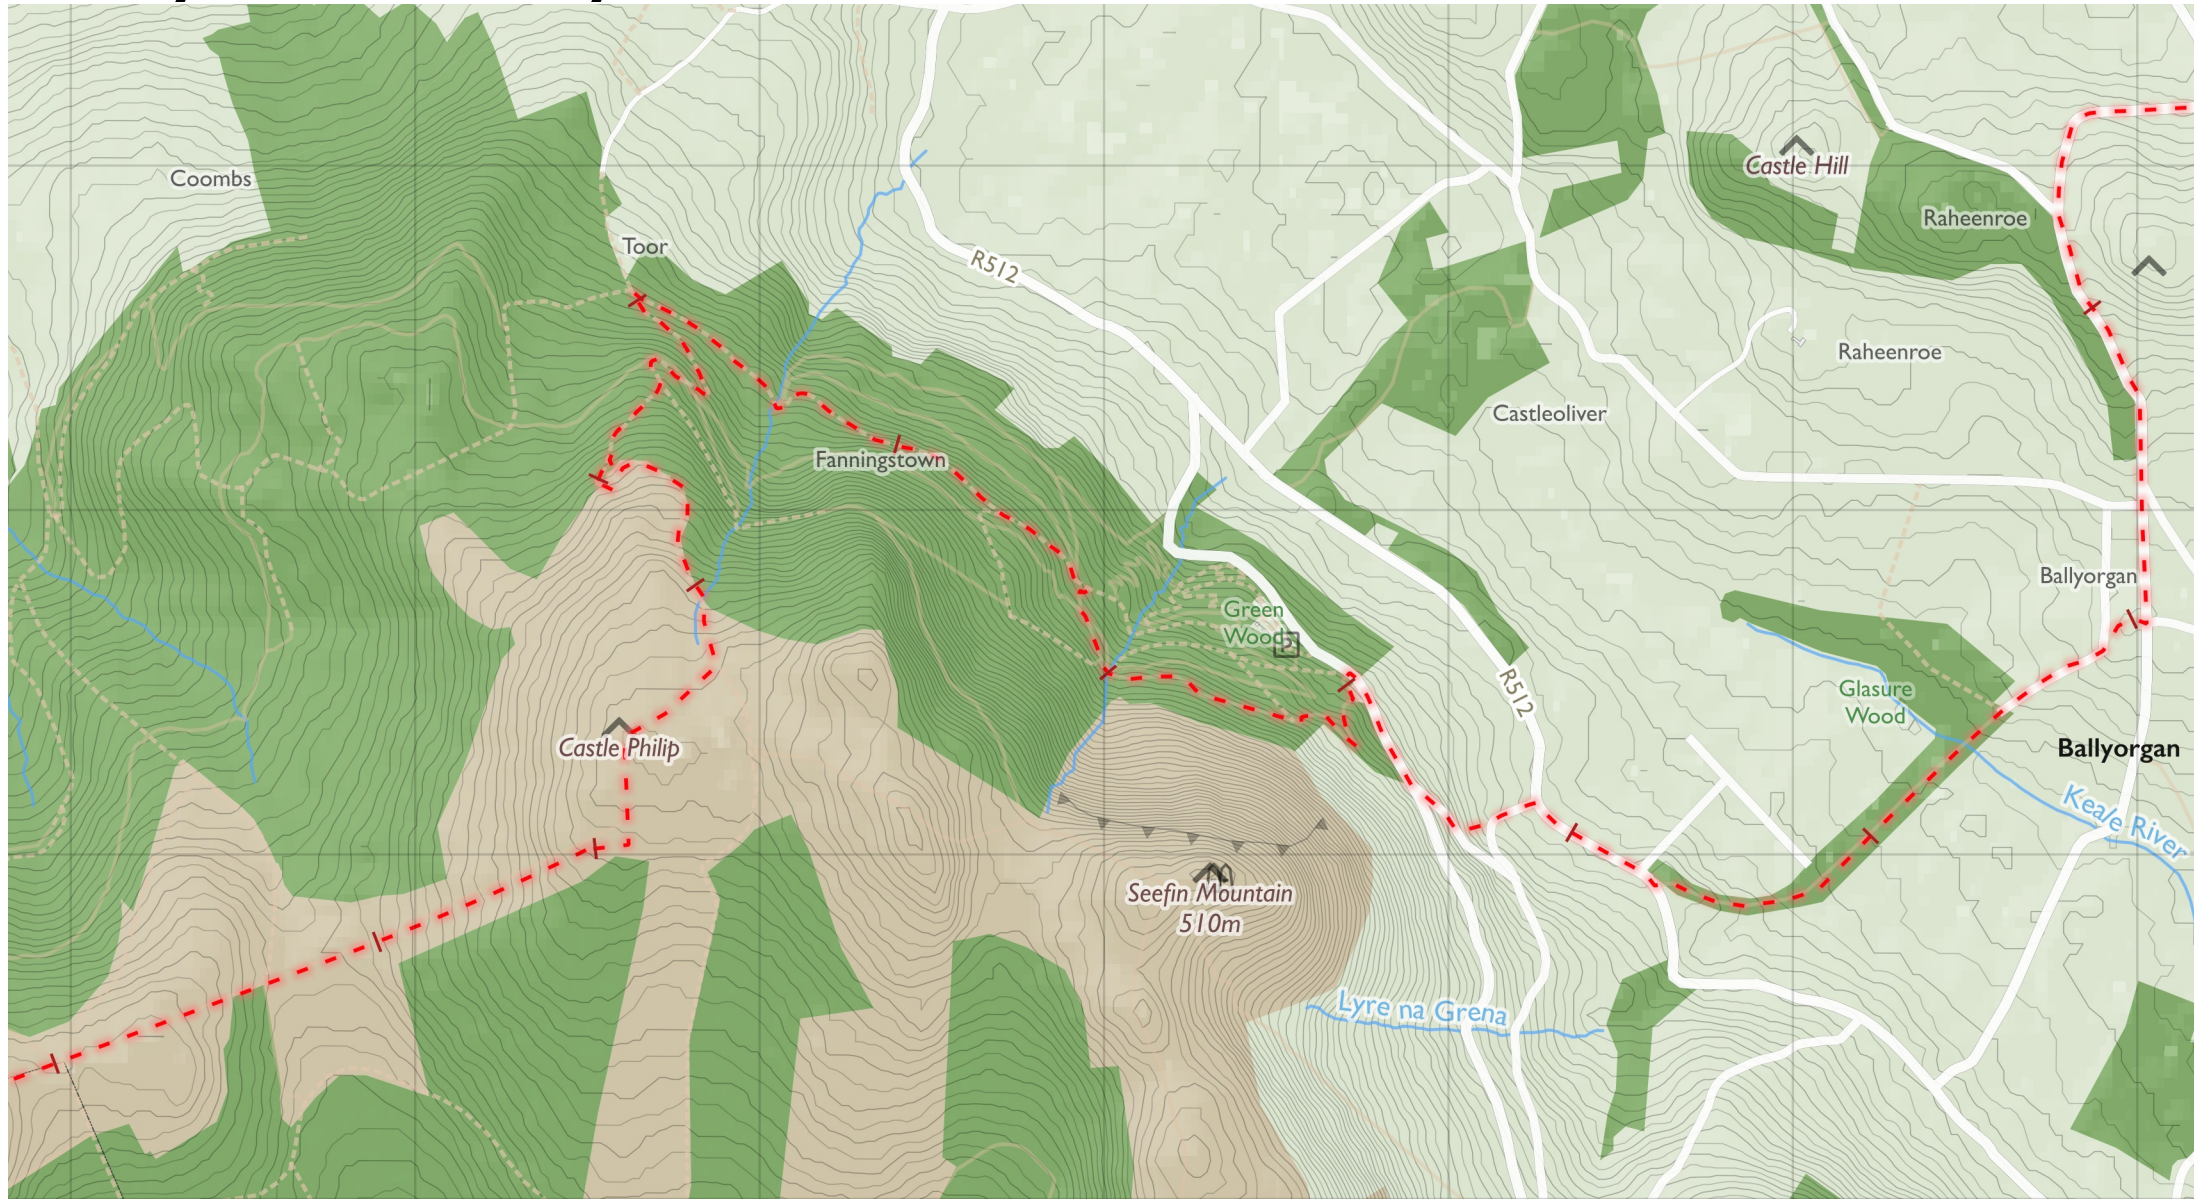 Castle Hill
Coombs
Raheenroe
Toor
R512
Raheenroe
Castleoliver
Fanningstown
Ballyorgan
Green
Wood
P
Glasure
Wood
R512
Ballyorgan
Castle Philip
Keale River
Seefin Mountain
510m
Lyre na Grena